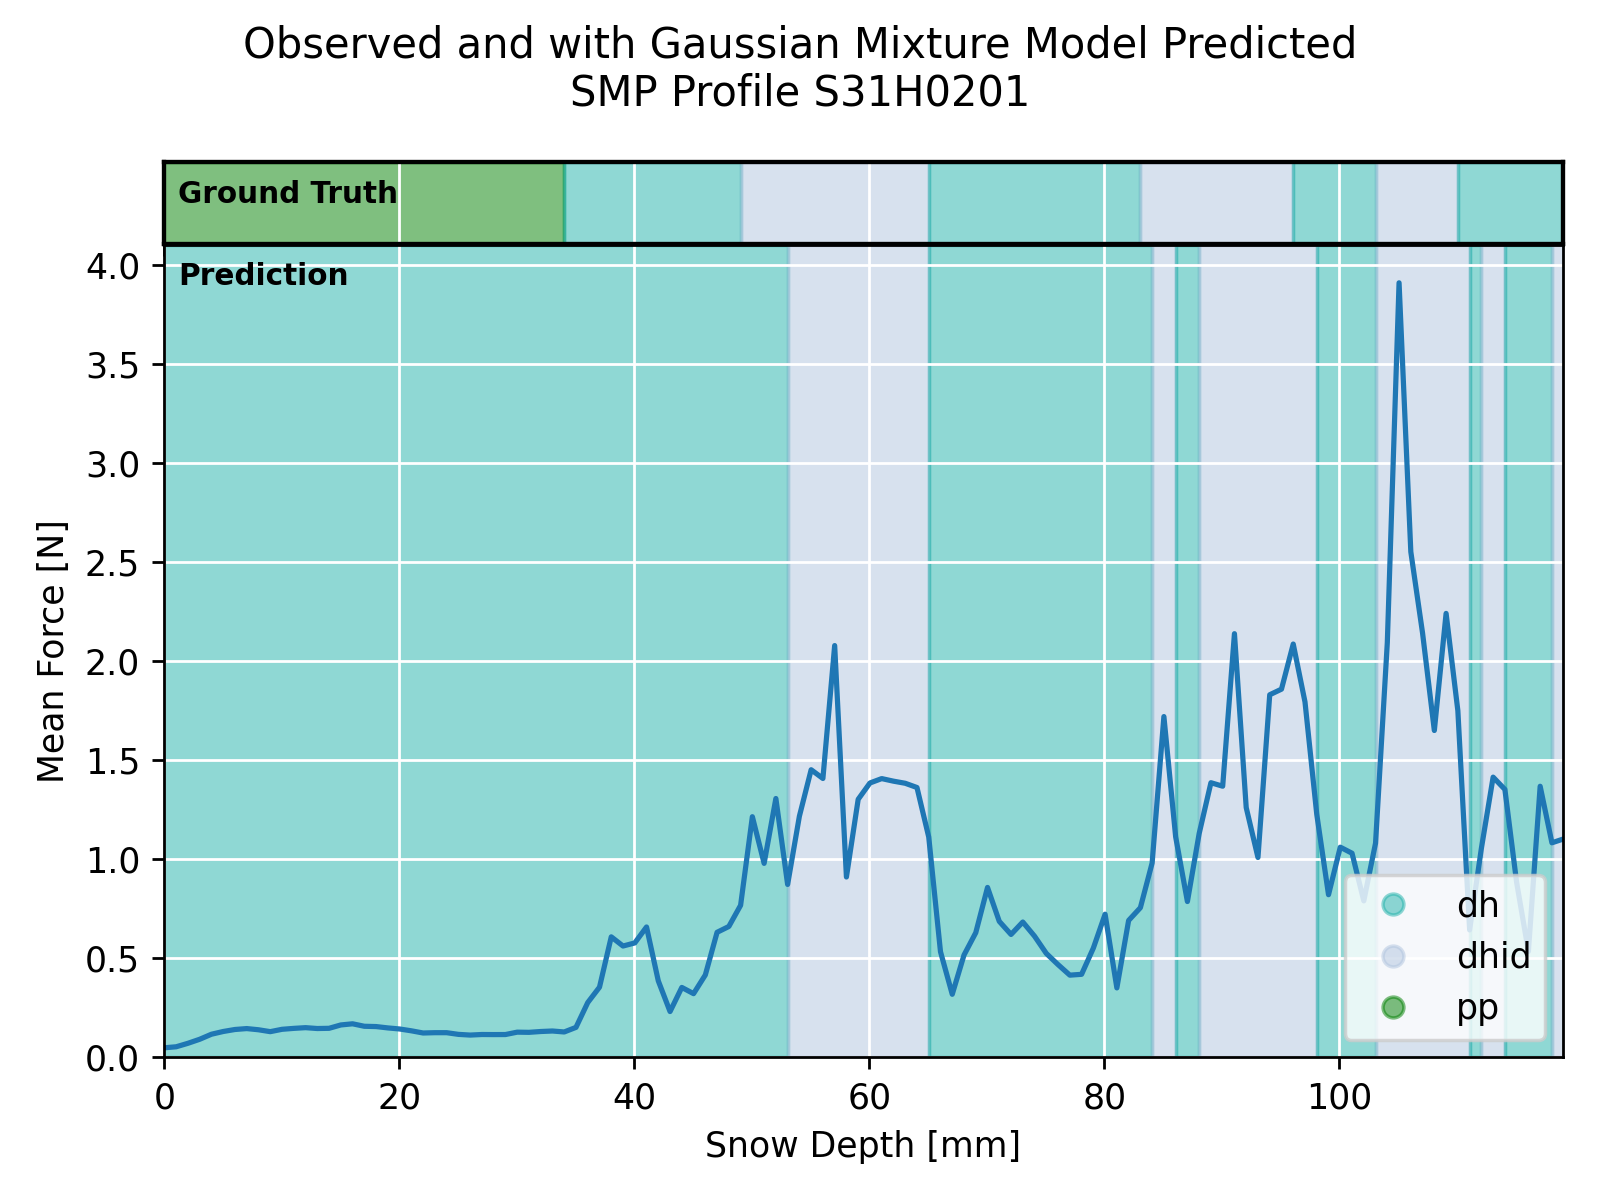 Observed and with Gaussian Mixture Model Predicted
SMP Profile S31H0201
Ground Truth
Prediction
4.0
3.5
3.0
2.5
2.0
1.5
1.0
0.5
0.0
Mean Force [N]
dh
dhid
pp
0 20 40 60 80 100
Snow Depth [mm]